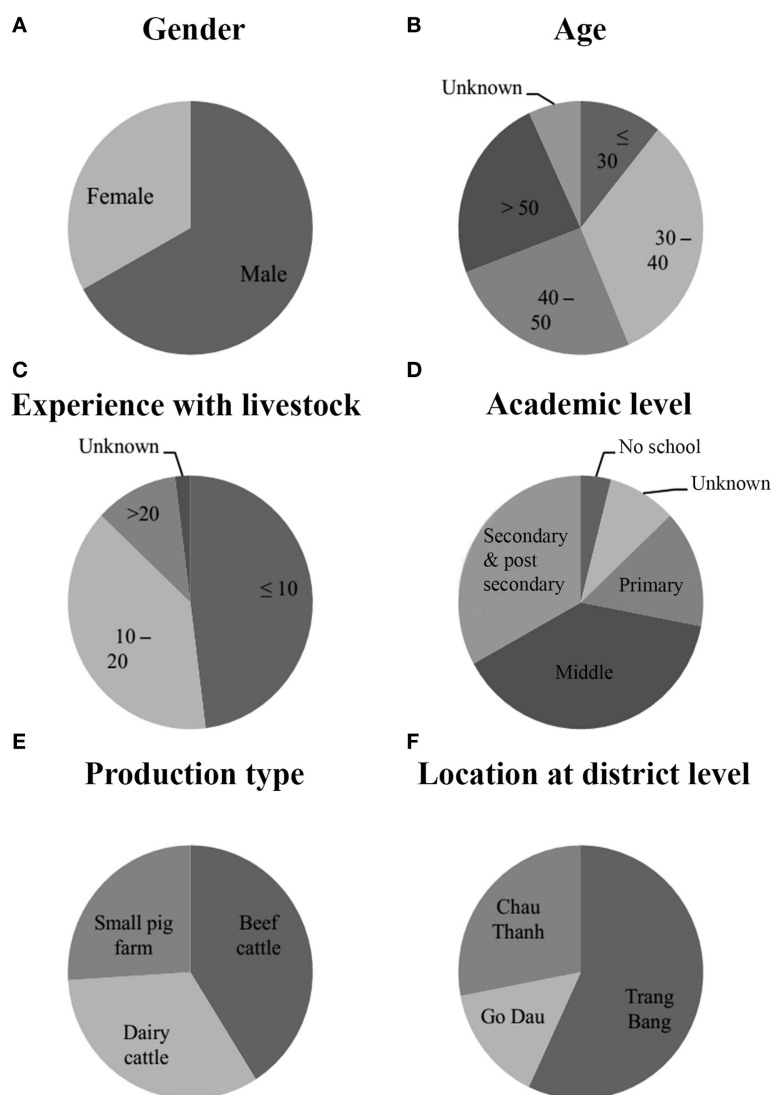 A
Gender
Female
Male
B
Age
Unknown
≤
30
30 –
40
40 –
50
> 50
C
Experience with livestock
Unknown
>20
≤ 10
10 –
20
D
Academic level
No school
Unknown
Secondary
& post
secondary
Primary
Middle
E
Production type
Small pig
farm
Beef
cattle
Dairy
cattle
F
Location at district level
Chau
Thanh
Go Dau
Trang
Bang